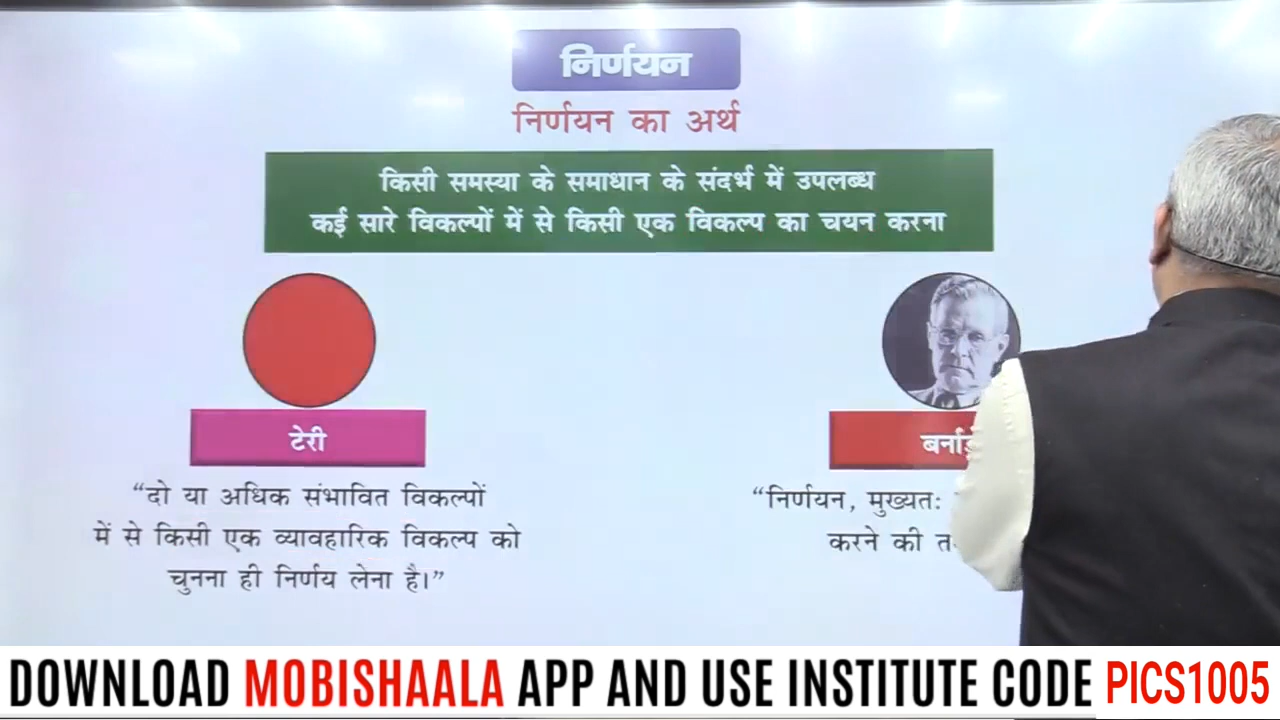 निर्णयन
निर्णयन का अर्थ
किसी समस्या के समाधान के संदर्भ में उपलब्ध
कई सारे विकल्पों में से किसी एक विकल्प का चयन करना
टेरी
“दो या अधिक संभावित विकल्पों
में से किसी एक व्यावहारिक विकल्प को
चुनना ही निर्णय लेना है।”
“निर्णयन, मुख्यतः
करने की
DOWNLOAD MOBISHAALA APP AND USE INSTITUTE CODE PICS1005